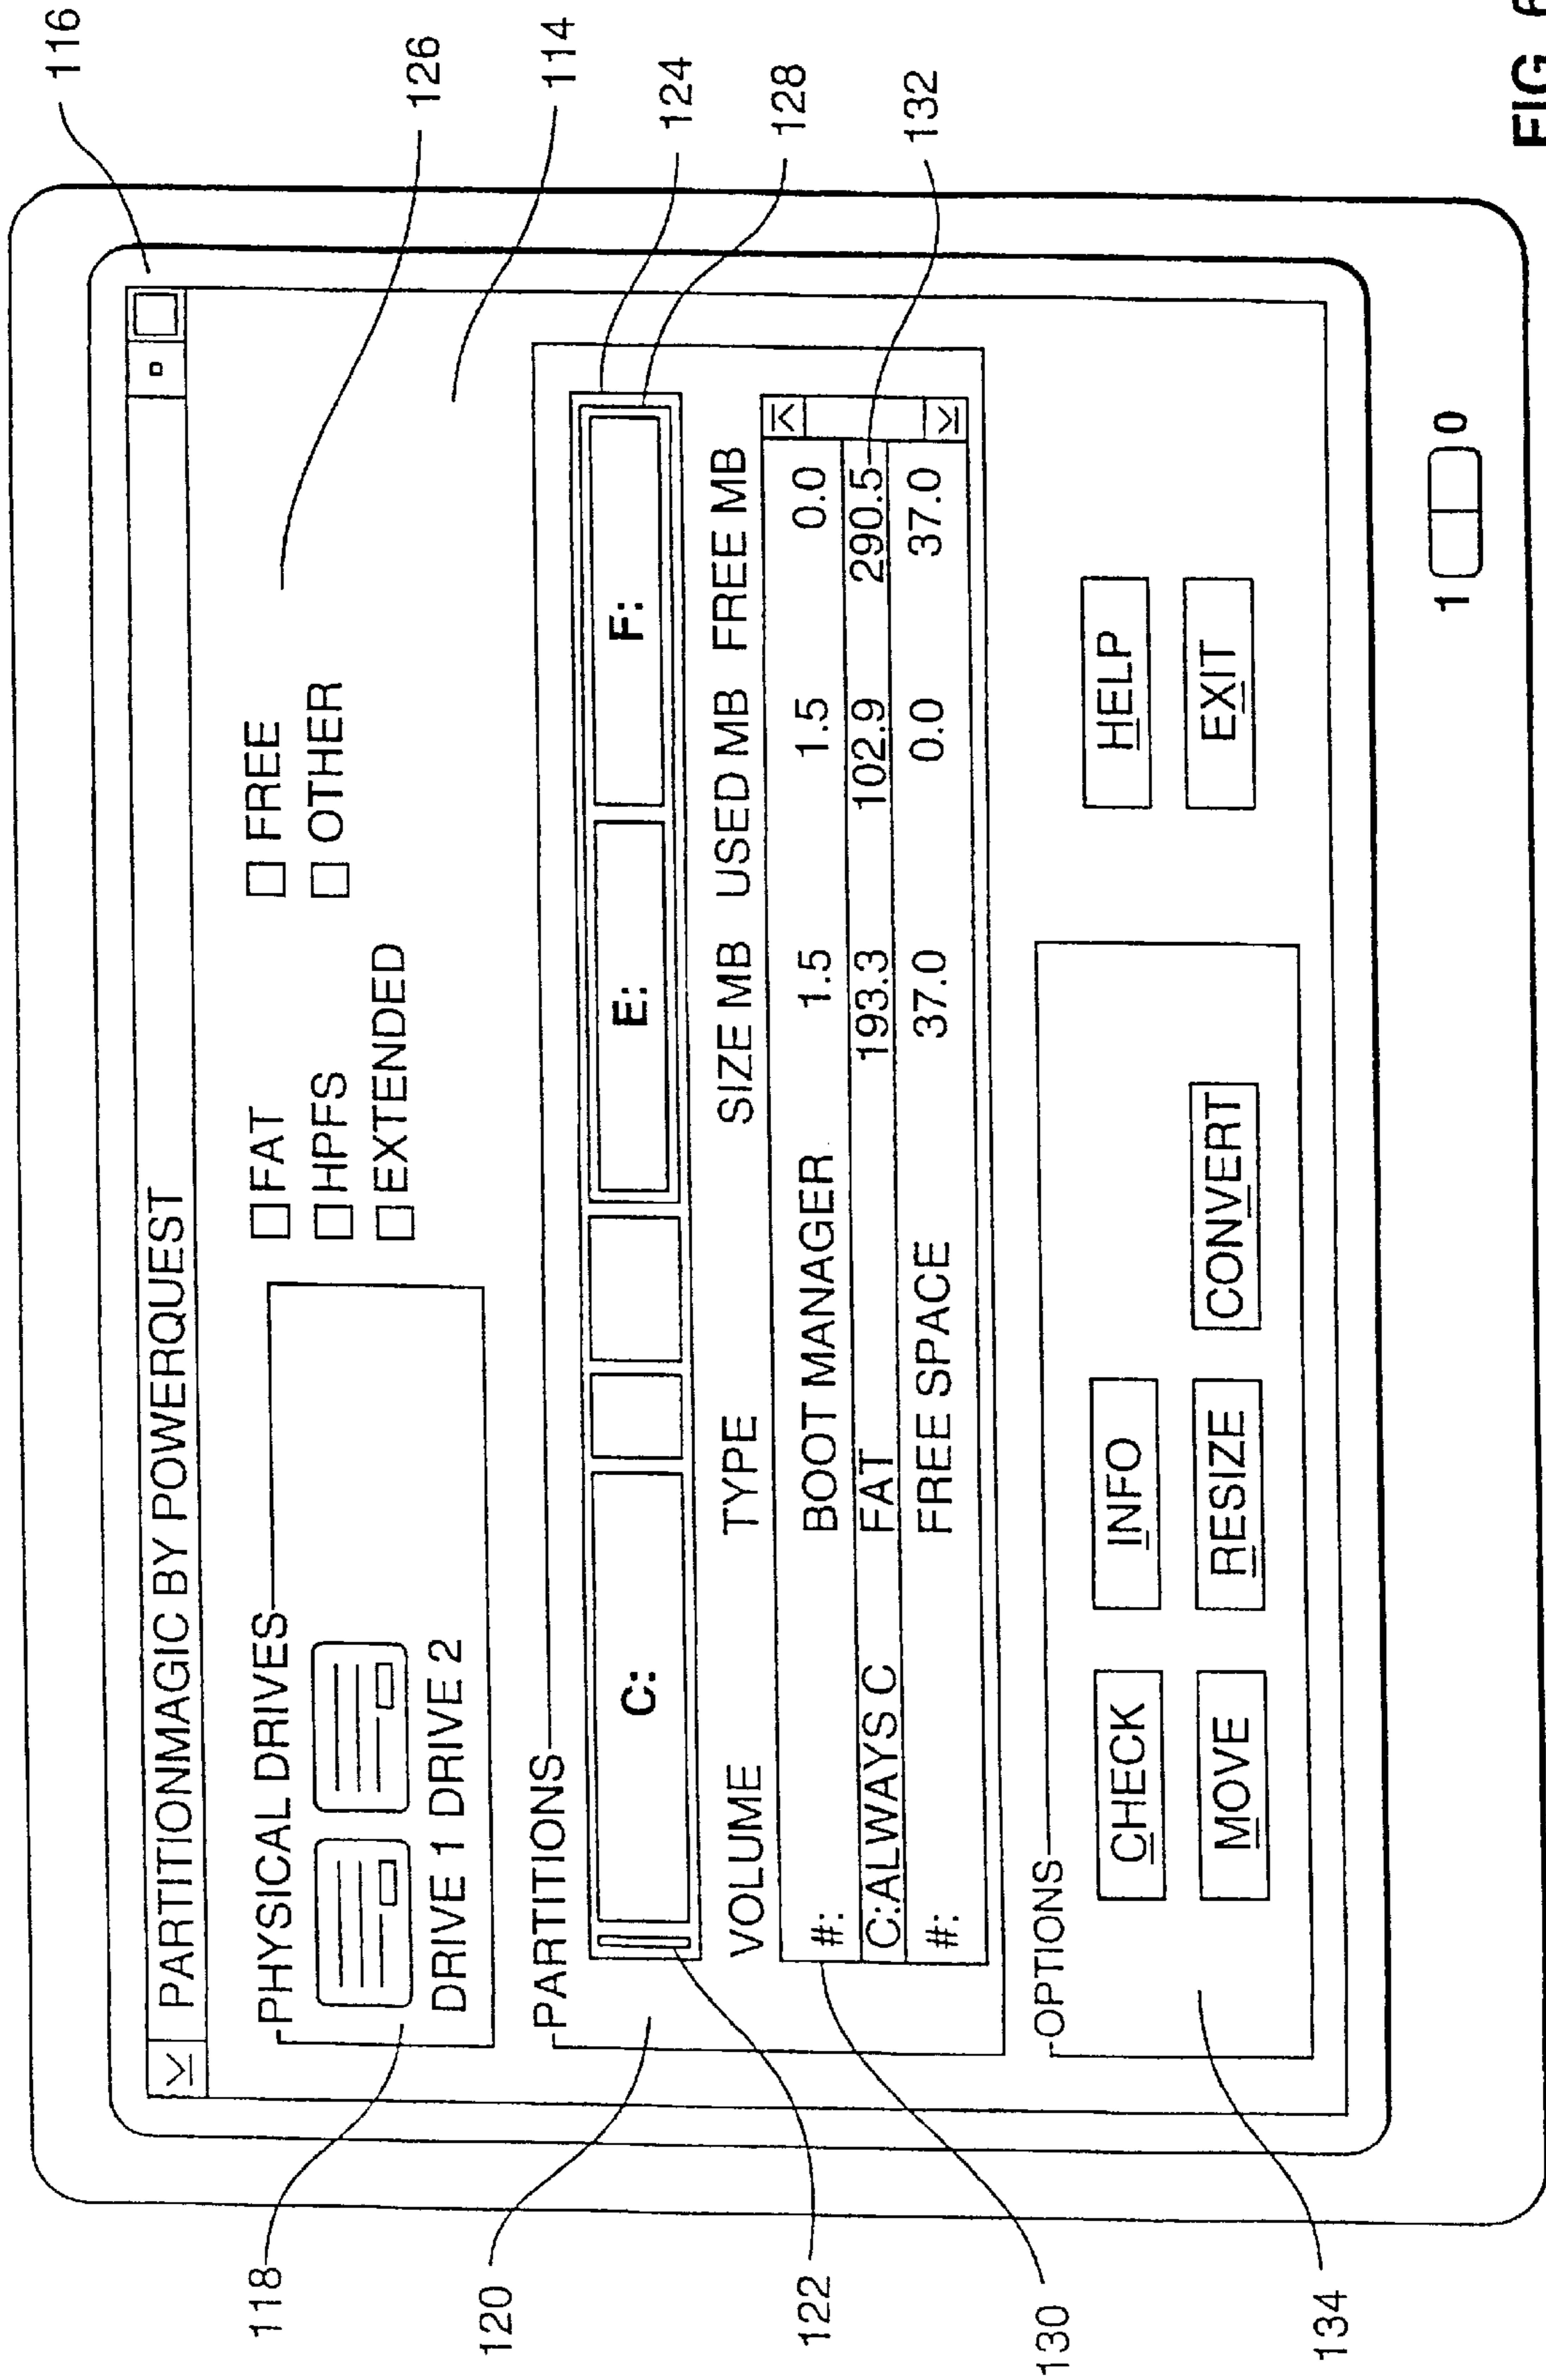 116
126
114
124
128
132
PARTITIONMAGIC BY POWERQUEST
PHYSICAL DRIVES
DRIVE 1 DRIVE 2
FAT
HPFS
EXTENDED
FREE
OTHER
PARTITIONS
C:
E:
F:
VOLUME TYPE SIZE MB USED MB FREE MB
#: BOOT MANAGER 1.5 1.5 0.0
C:ALWAYS C FAT 193.3 102.9 290.5
#: FREE SPACE 37.0 0.0 37.0
OPTIONS
CHECK INFO
MOVE RESIZE CONVERT
HELP
EXIT
1 0
118
120
122
130
134
FIG. 6